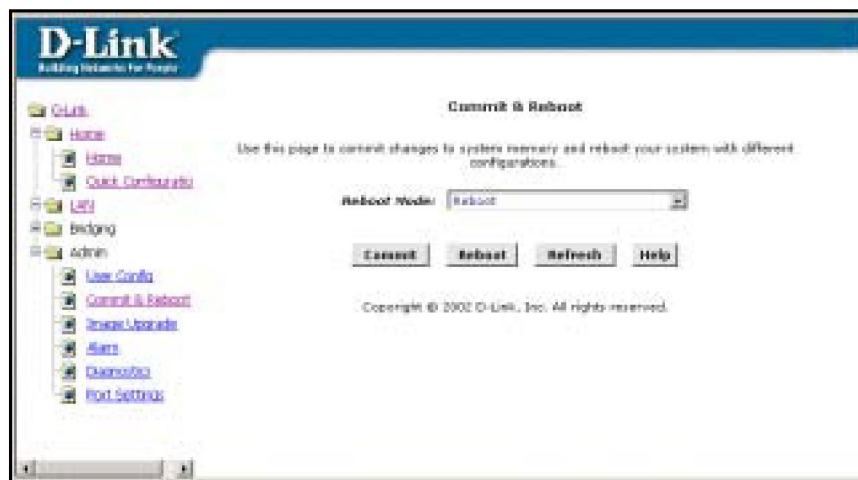 D-Link
Building Networks for People
D-Link
Home
Home
Quick Configuratio
LAN
Bridging
Admin
User Config
Commit & Reboot
Image Upgrade
Alarm
Diagnostics
Port Settings
Commit & Reboot
Use this page to commit changes to system memory and reboot your system with different
configurations.
Reboot Mode: Reboot
Commit Reboot Refresh Help
Copyright © 2002 D-Link, Inc. All rights reserved.